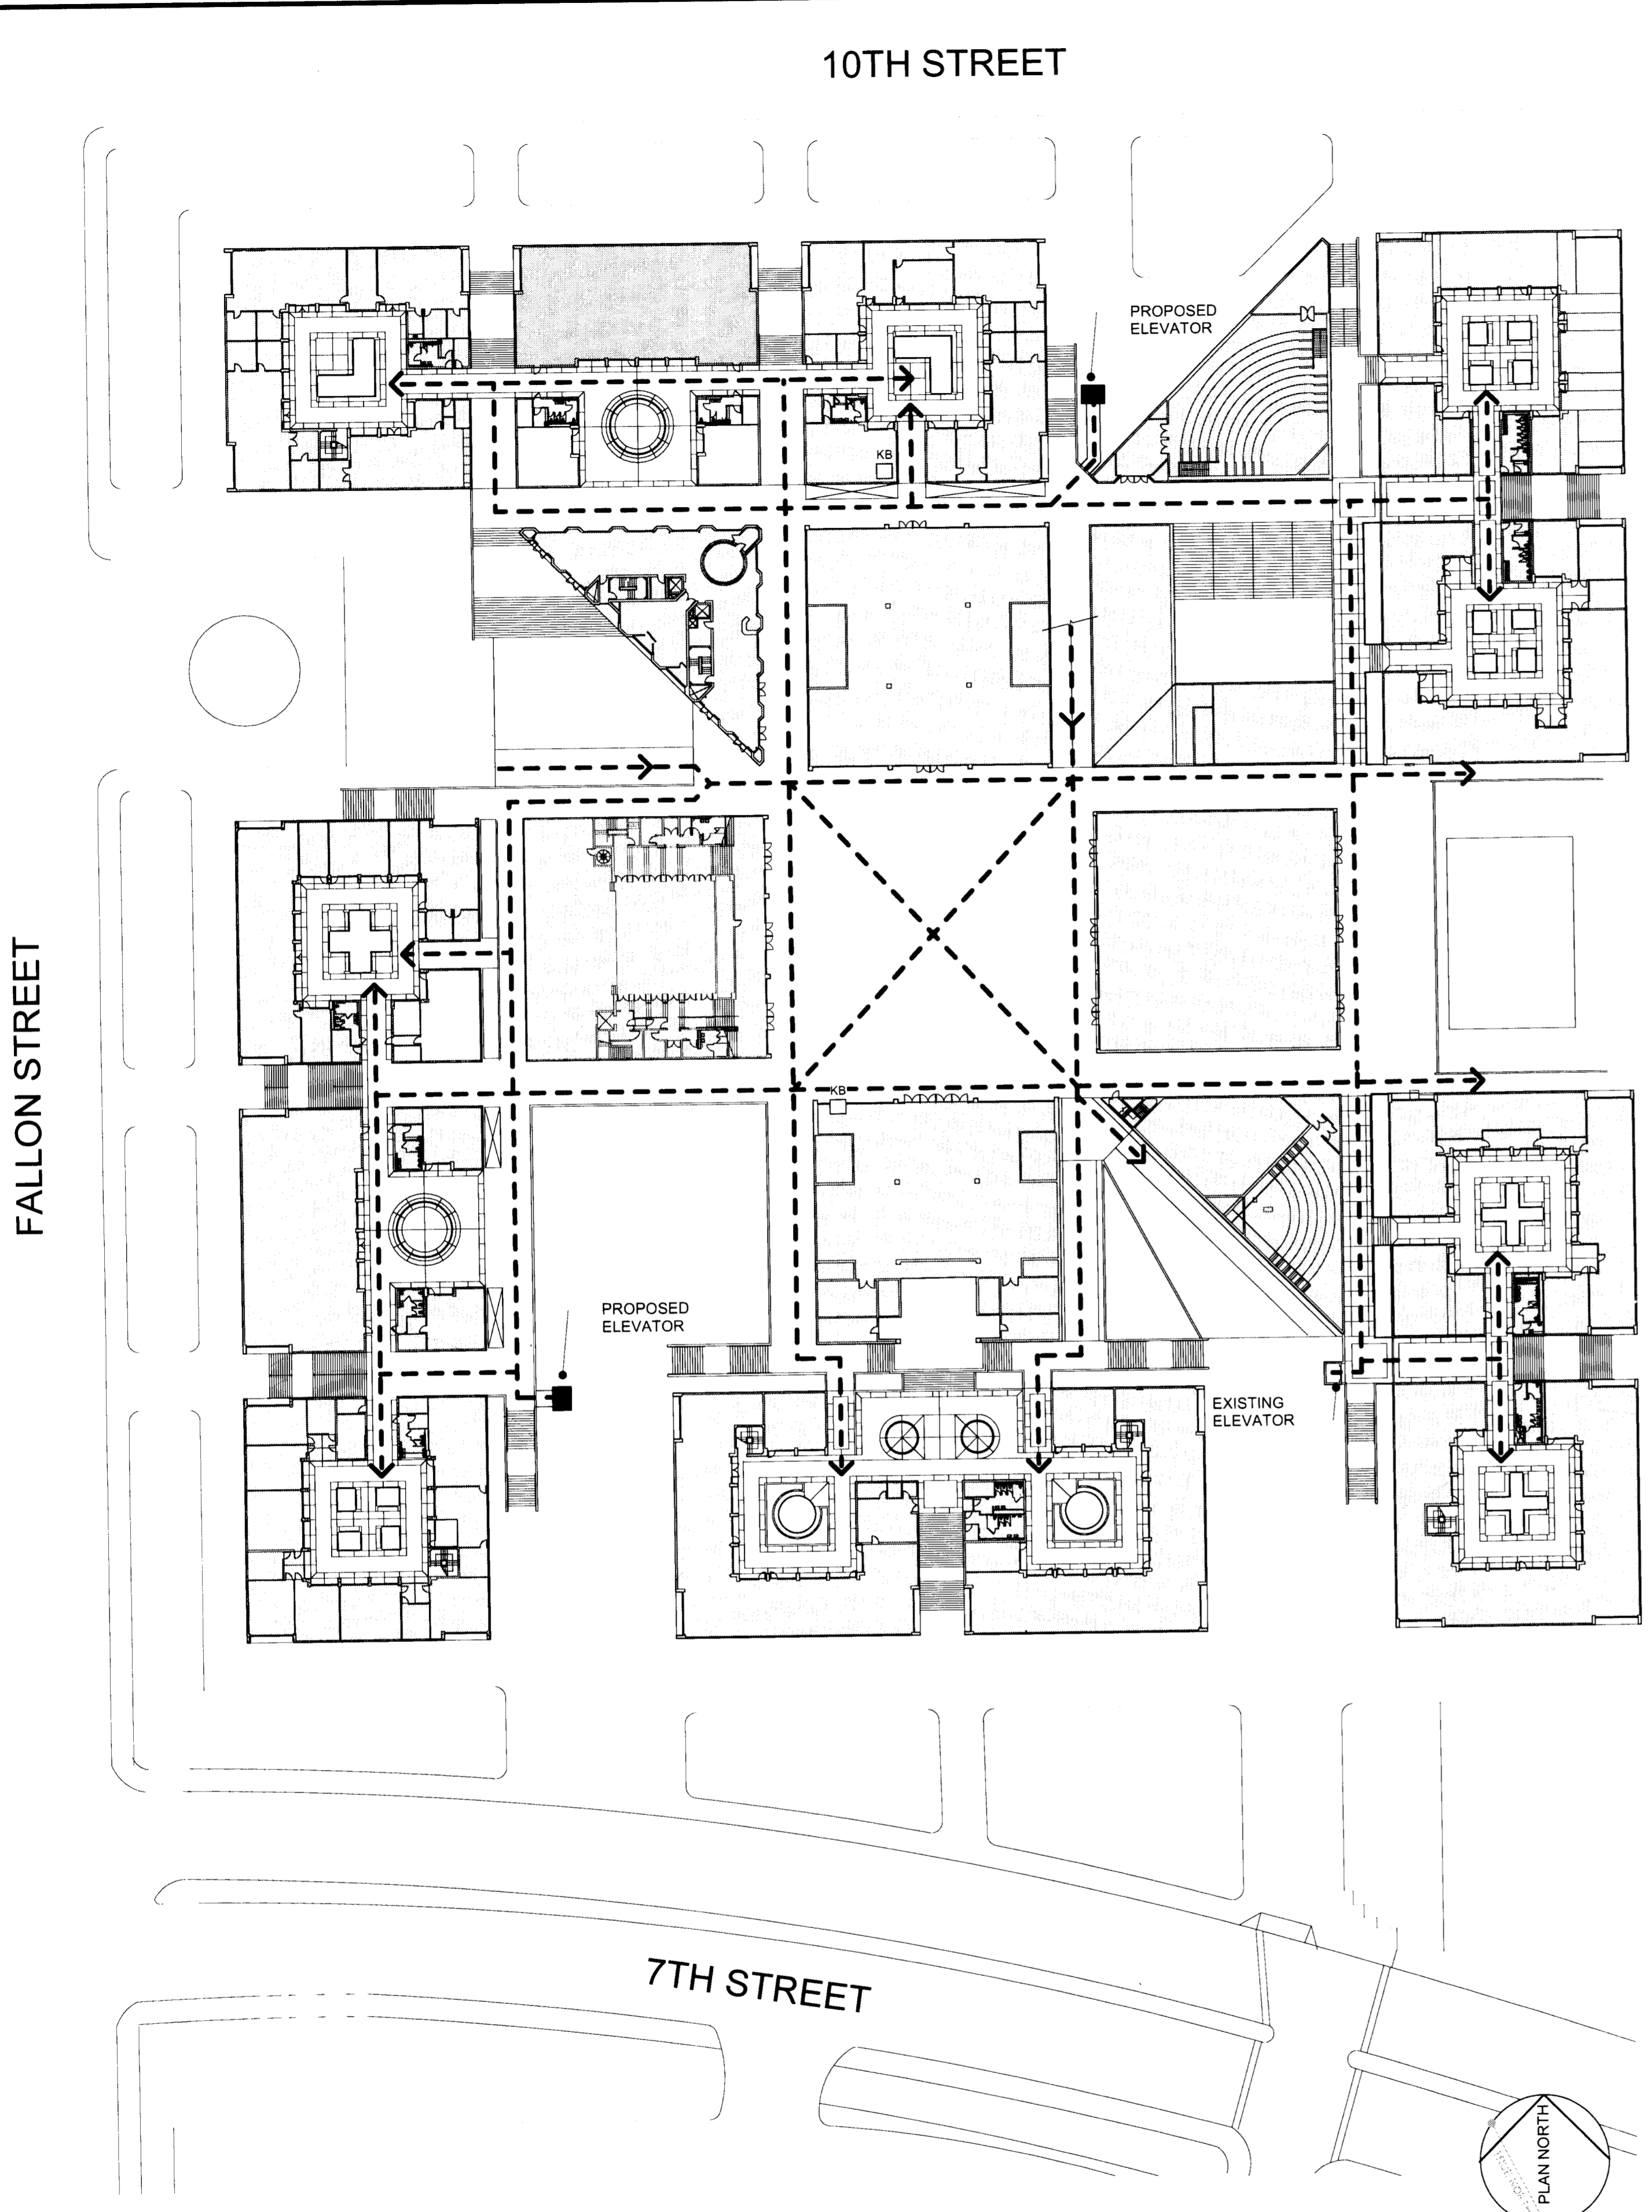 10TH STREET
PROPOSED
ELEVATOR
KB
FALLON STREET
KB
PROPOSED
ELEVATOR
EXISTING
ELEVATOR
7TH STREET
PLAN NORTH